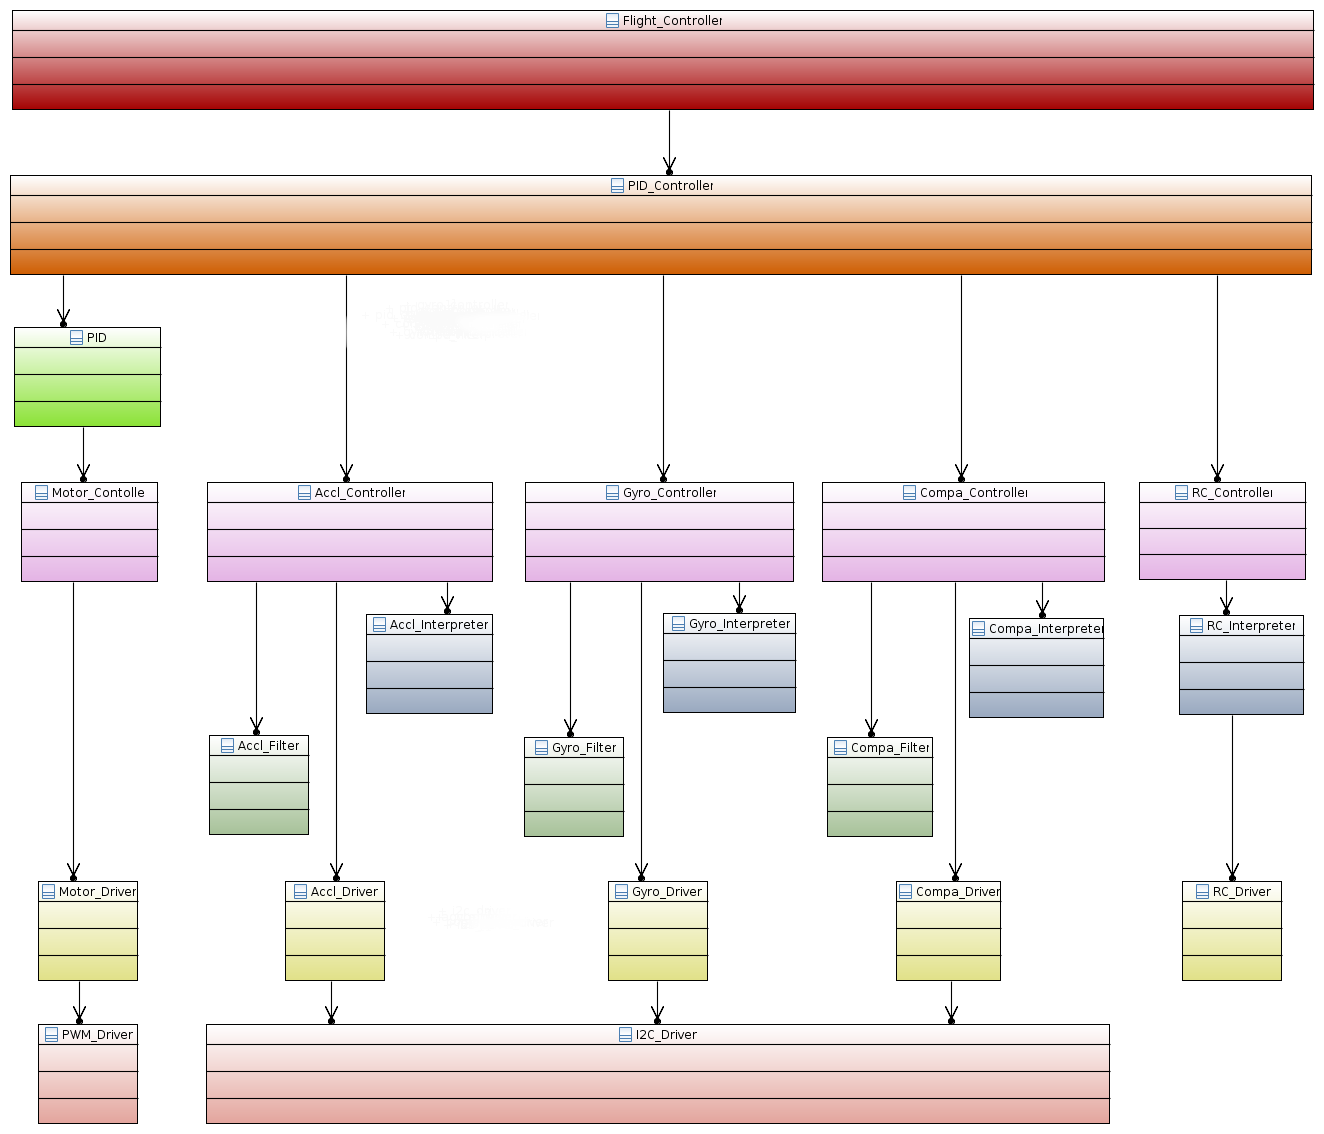 Flight_Controller
PID_Controller
PID
Motor_Contolle
Accl_Controller
Gyro_Controller
Compa_Controller
RC_Controller
Accl_Interpreter
Gyro_Interpreter
Compa_Interpreter
RC_Interpreter
Accl_Filter
Gyro_Filter
Compa_Filter
Motor_Driver
Accl_Driver
Gyro_Driver
Compa_Driver
RC_Driver
PWM_Driver
I2C_Driver